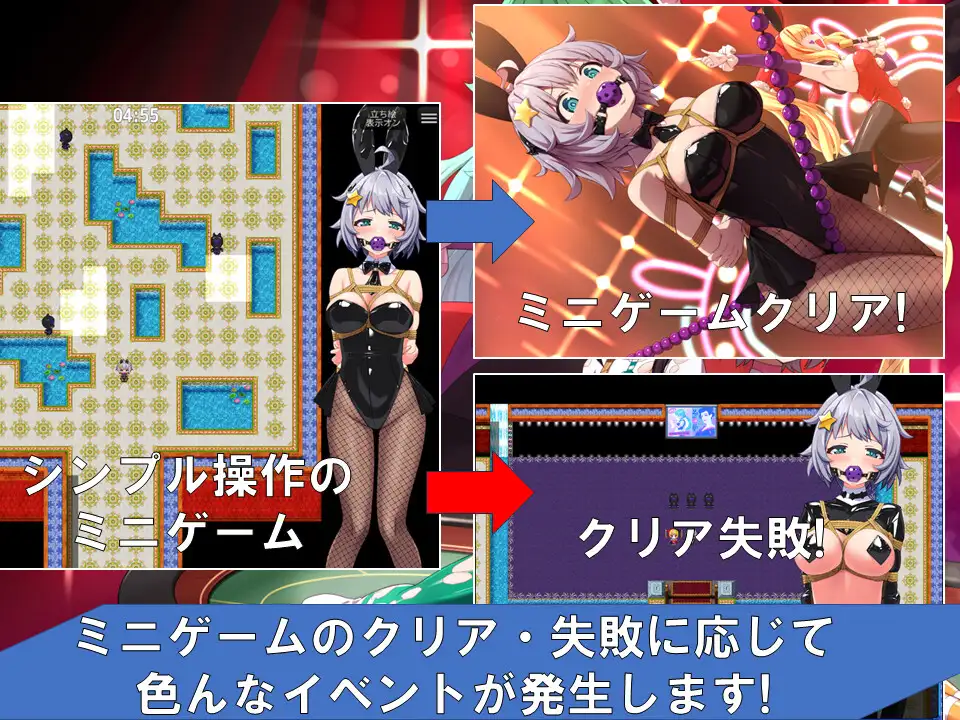 04:55
立ち絵
表示オン
ミニゲームクリア!
シンプル操作の
ミニゲーム
クリア失敗!
ミニゲームのクリア・失敗に応じて
色んなイベントが発生します!